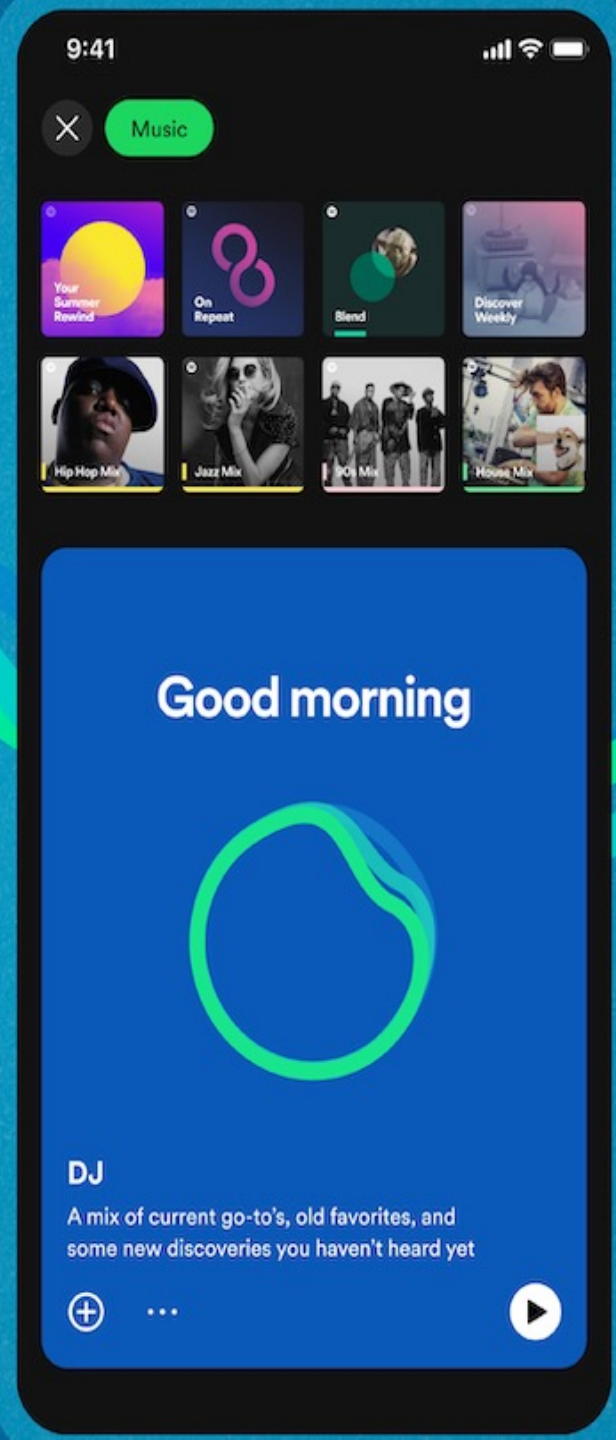 9:41
Music
Your
Summer
Rewind
On
Repeat
Blend
Discover
Weekly
Hip Hop Mix
Jazz Mix
90s Mix
House Mix
Good morning
DJ
A mix of current go-to's, old favorites, and
some new discoveries you haven't heard yet